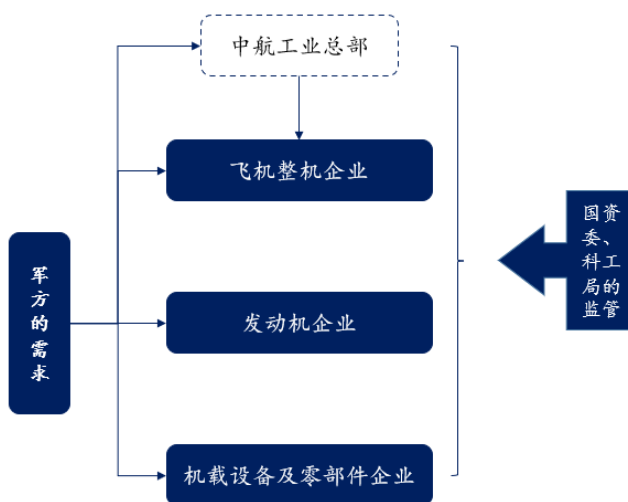 中航工业总部
飞机整机企业
军方的需求
发动机企业
机载设备及零部件企业
国资
委、
科工
局的
监管